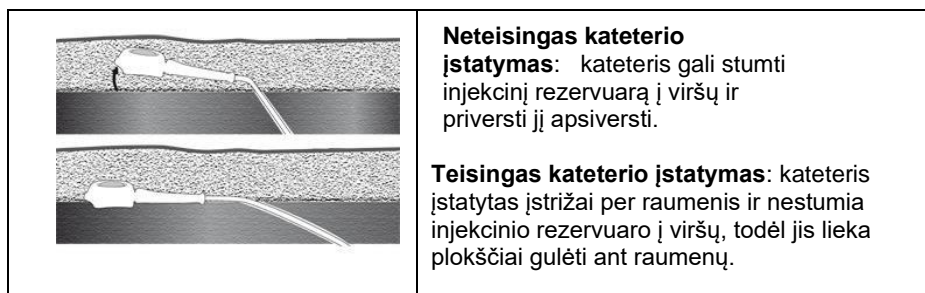 Neteisingas kateterio
įstatymas: kateteris gali stumti
injekcinį rezervuarą į viršų ir
priversti jį apsiversti.
Teisingas kateterio įstatymas: kateteris
įstatytas įstrižai per raumenis ir nestumia
injekcinio rezervuaro į viršų, todėl jis lieka
plokščiai gulėti ant raumenų.